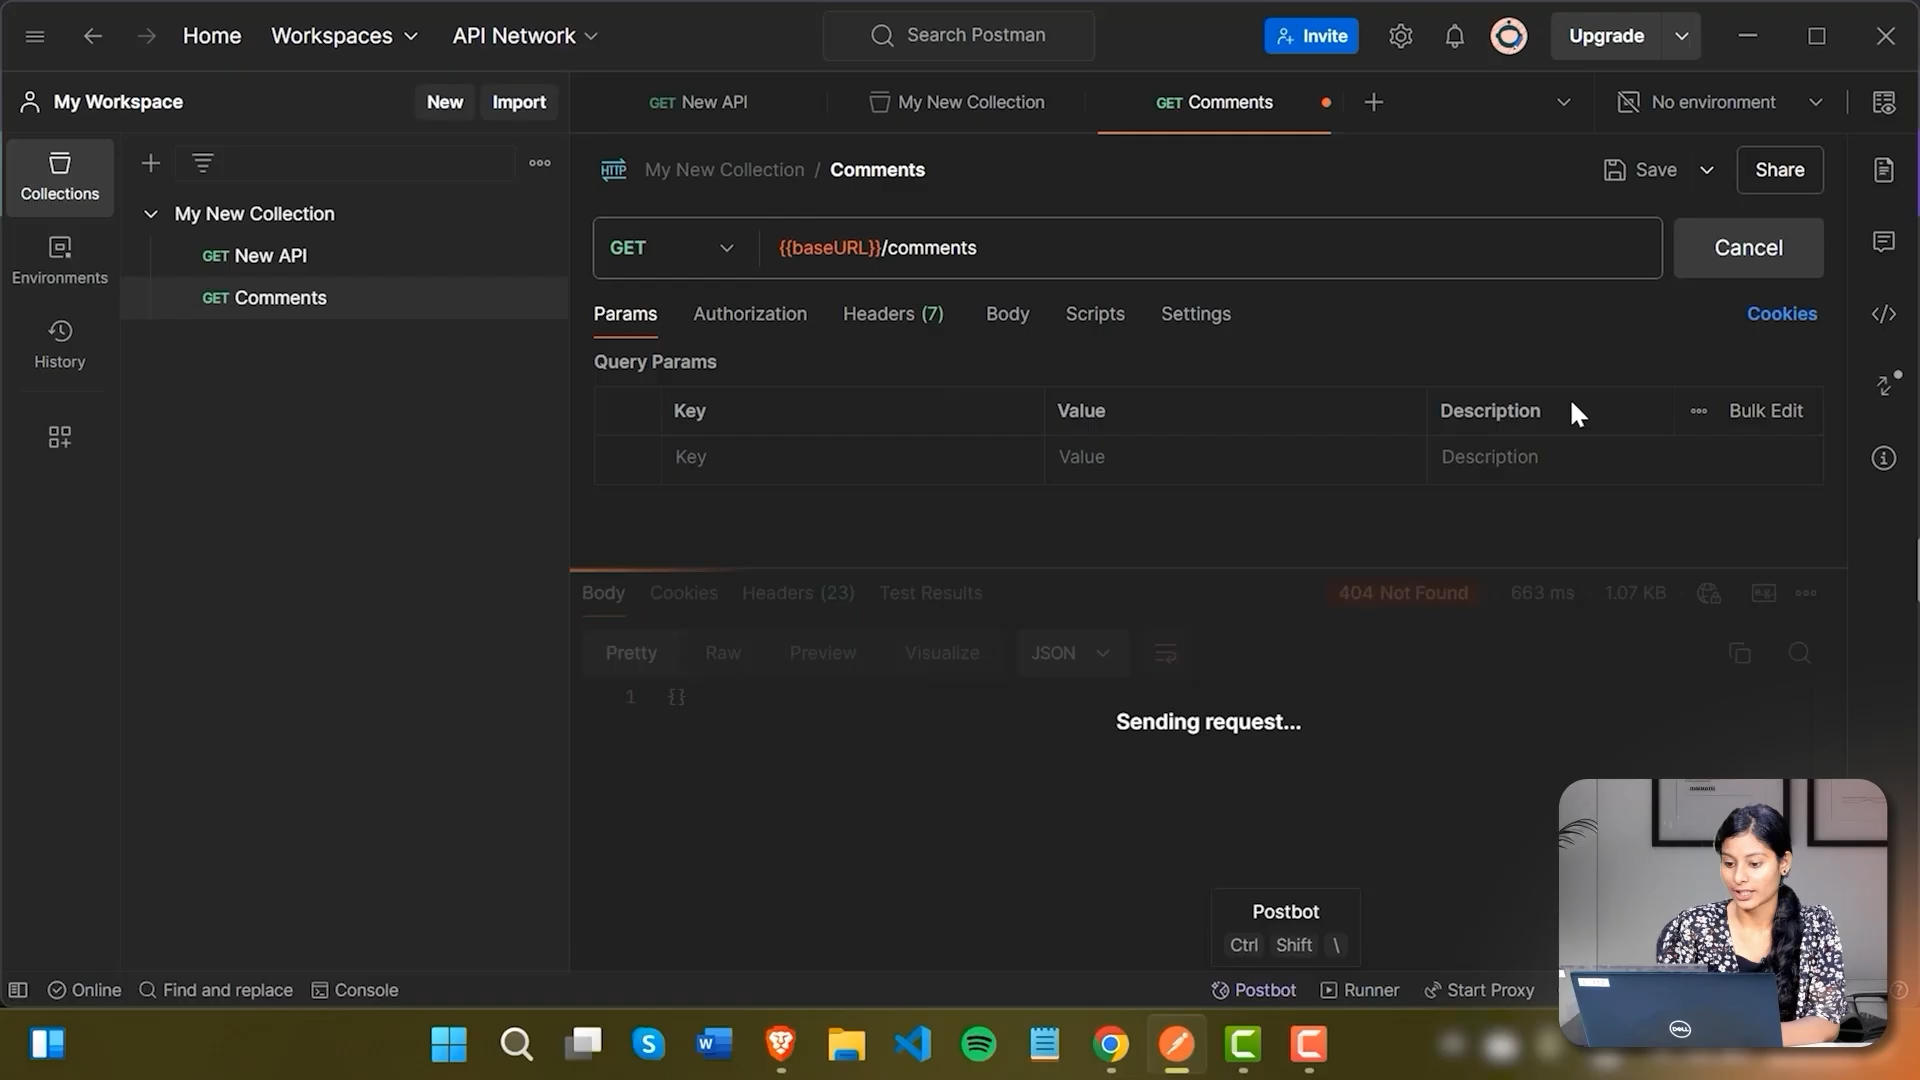 Home
Workspaces
API Network
Search Postman
Invite
Upgrade
My Workspace
New
Import
GET New API
My New Collection
GET Comments
No environment
Collections
Environments
History
My New Collection
GET New API
GET Comments
HTTP
My New Collection / Comments
Save
Share
GET
{{baseURL}}/comments
Cancel
Params
Authorization
Headers (7)
Body
Scripts
Settings
Cookies
Query Params
Key
Value
Description
Bulk Edit
Key
Value
Description
Body
Cookies
Headers (23)
Test Results
404 Not Found
663 ms
1.07 KB
e.g.
Pretty
Raw
Preview
Visualize
JSON
1
{}
Sending request...
Postbot
Ctrl Shift \
Online
Find and replace
Console
Postbot
Runner
Start Proxy
DELL